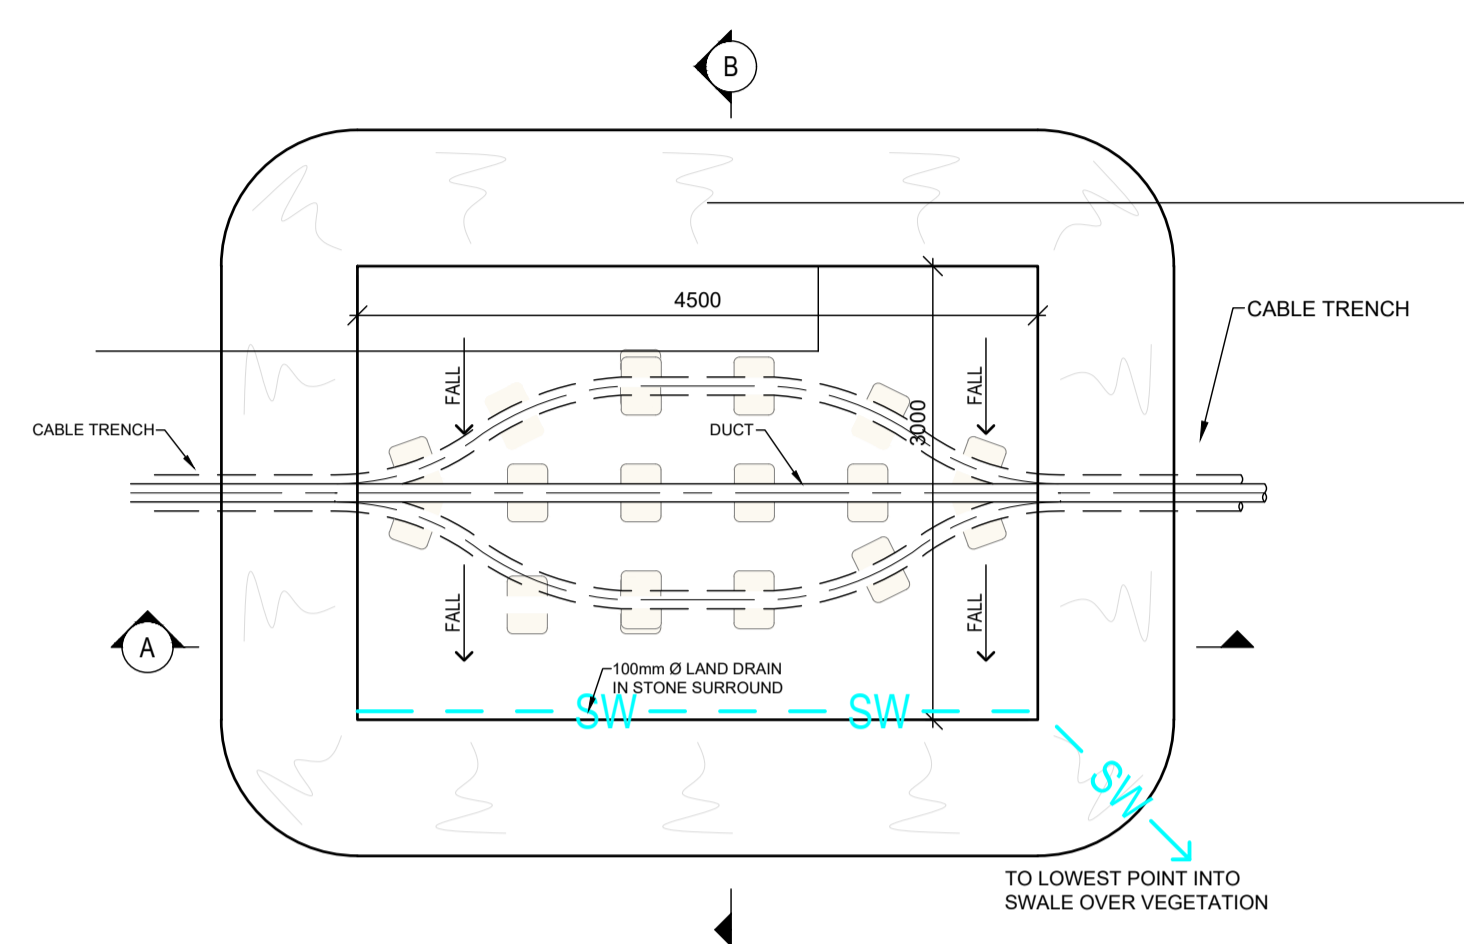 B
4500
CABLE TRENCH
FALL
FALL
3000
CABLE TRENCH
DUCT
FALL
FALL
A
100mm Ø LAND DRAIN
IN STONE SURROUND
SW
SW
SW
TO LOWEST POINT INTO
SWALE OVER VEGETATION